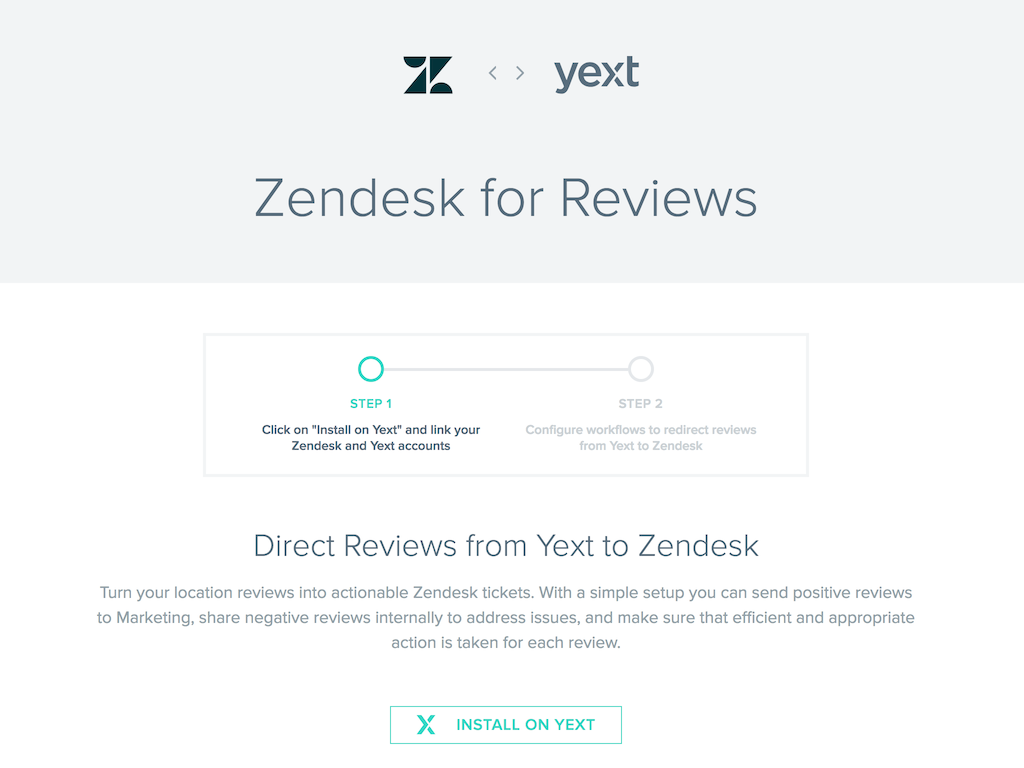 yext
Zendesk for Reviews
STEP 1
Click on "Install on Yext" and link your
Zendesk and Yext accounts
STEP 2
Configure workflows to redirect reviews
from Yext to Zendesk
Direct Reviews from Yext to Zendesk
Turn your location reviews into actionable Zendesk tickets. With a simple setup you can send positive reviews
to Marketing, share negative reviews internally to address issues, and make sure that efficient and appropriate
action is taken for each review.
INSTALL ON YEXT